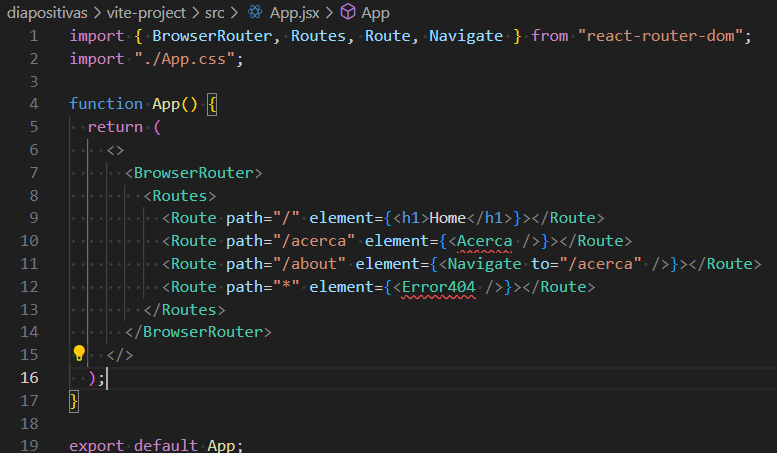 diapositivas > vite-project > src > App.jsx > App
1 import { BrowserRouter, Routes, Route, Navigate } from "react-router-dom";
2 import "./App.css";
3
4 function App() {
5   return (
6     <>
7       <BrowserRouter>
8         <Routes>
9           <Route path="/" element={<h1>Home</h1>}></Route>
10           <Route path="/acerca" element={<Acerca />}></Route>
11           <Route path="/about" element={<Navigate to="/acerca" />}></Route>
12           <Route path="*" element={<Error404 />}></Route>
13         </Routes>
14       </BrowserRouter>
15     </>
16   );
17 }
18
19 export default App;